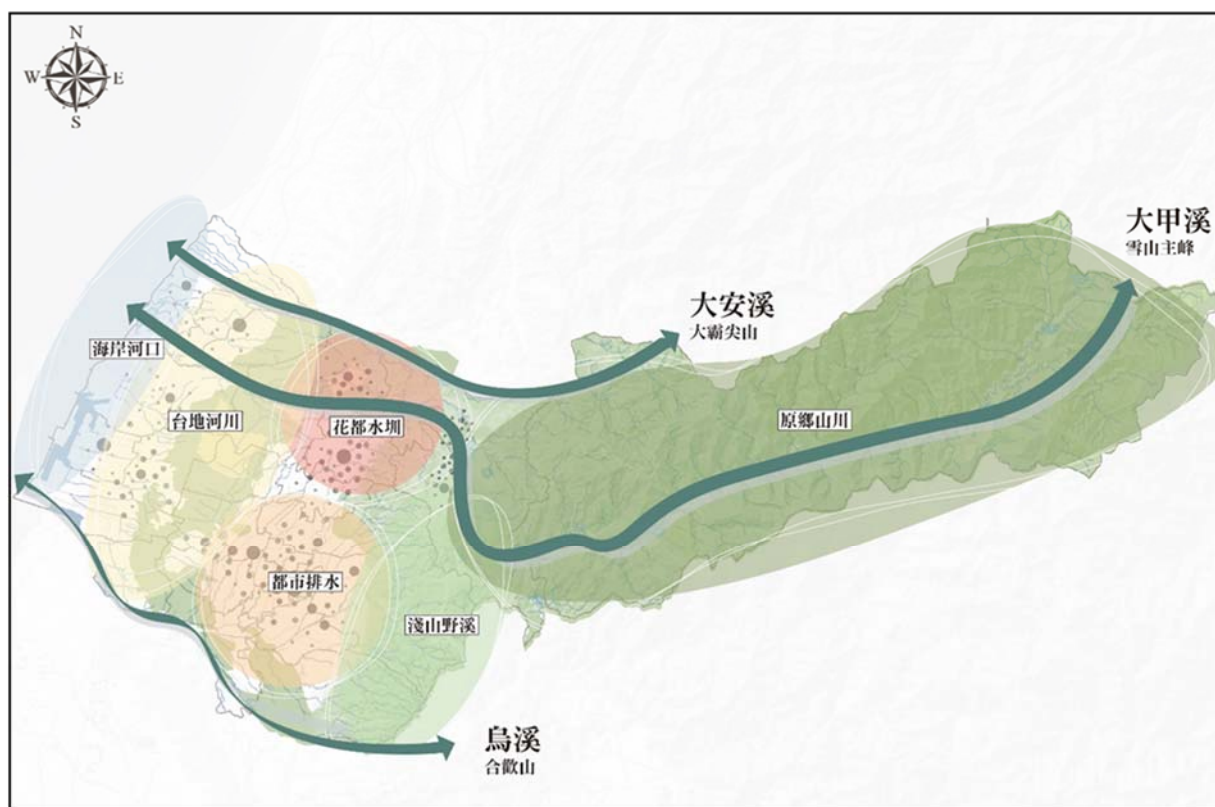 N
W
E
S
大甲溪
雪山主峰
大安溪
大霸尖山
海岸河口
台地河川
花都水圳
原鄉山川
都市排水
淺山野溪
烏溪
合歡山